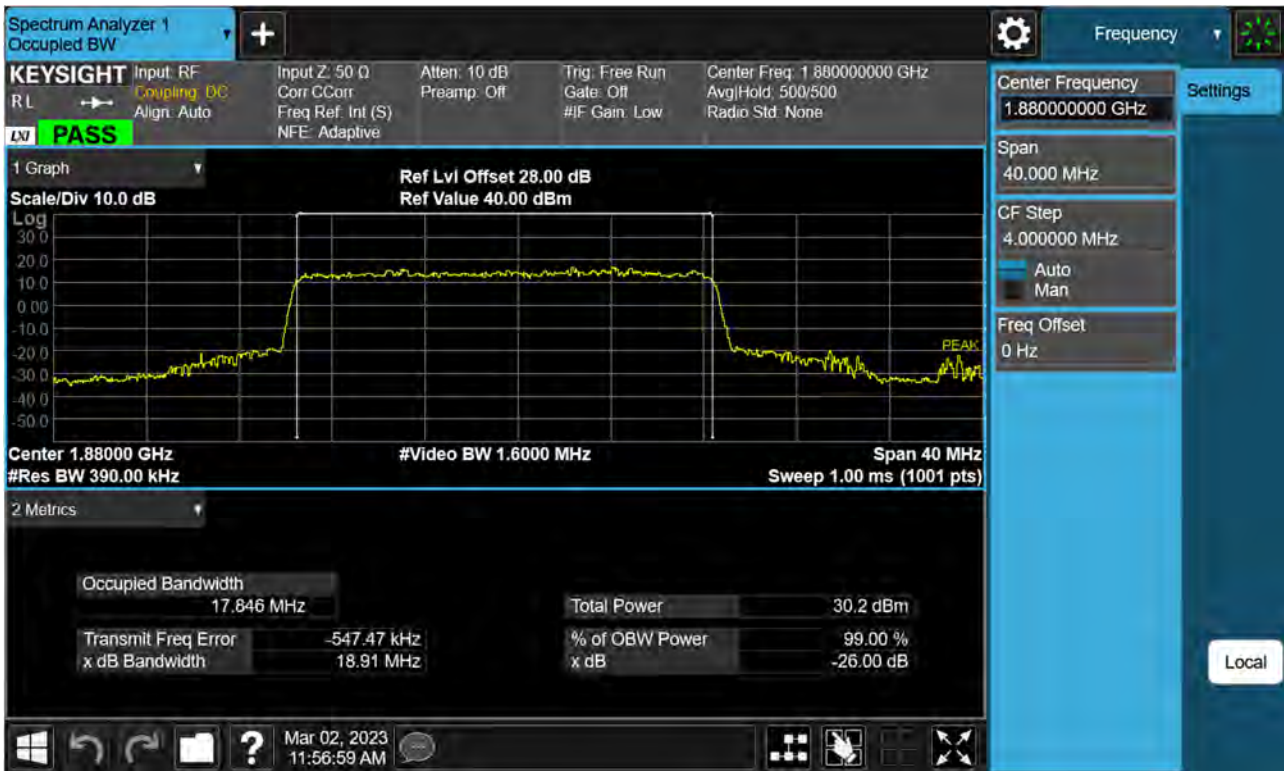 Spectrum Analyzer 1
Occupied BW
+
Frequency
KEYSIGHT
R L
LXI
PASS
Input: RF
Coupling: DC
Align: Auto
Input Z: 50 Ω
Corr CCorr
Freq Ref: Int (S)
NFE: Adaptive
Atten: 10 dB
Preamp: Off
Trig: Free Run
Gate: Off
#IF Gain: Low
Center Freq: 1.880000000 GHz
Avg|Hold: 500/500
Radio Std: None
1 Graph
Scale/Div 10.0 dB
Ref Lvl Offset 28.00 dB
Ref Value 40.00 dBm
Log
30.0
20.0
10.0
0.00
-10.0
-20.0
-30.0
-40.0
-50.0
PEAK
Center 1.88000 GHz
#Video BW 1.6000 MHz
Span 40 MHz
#Res BW 390.00 kHz
Sweep 1.00 ms (1001 pts)
2 Metrics
Occupied Bandwidth
17.846 MHz
Total Power 30.2 dBm
Transmit Freq Error -547.47 kHz
% of OBW Power 99.00 %
x dB Bandwidth 18.91 MHz
x dB -26.00 dB
Center Frequency
1.880000000 GHz
Settings
Span
40.000 MHz
CF Step
4.000000 MHz
Auto
Man
Freq Offset
0 Hz
Local
?
Mar 02, 2023
11:56:59 AM